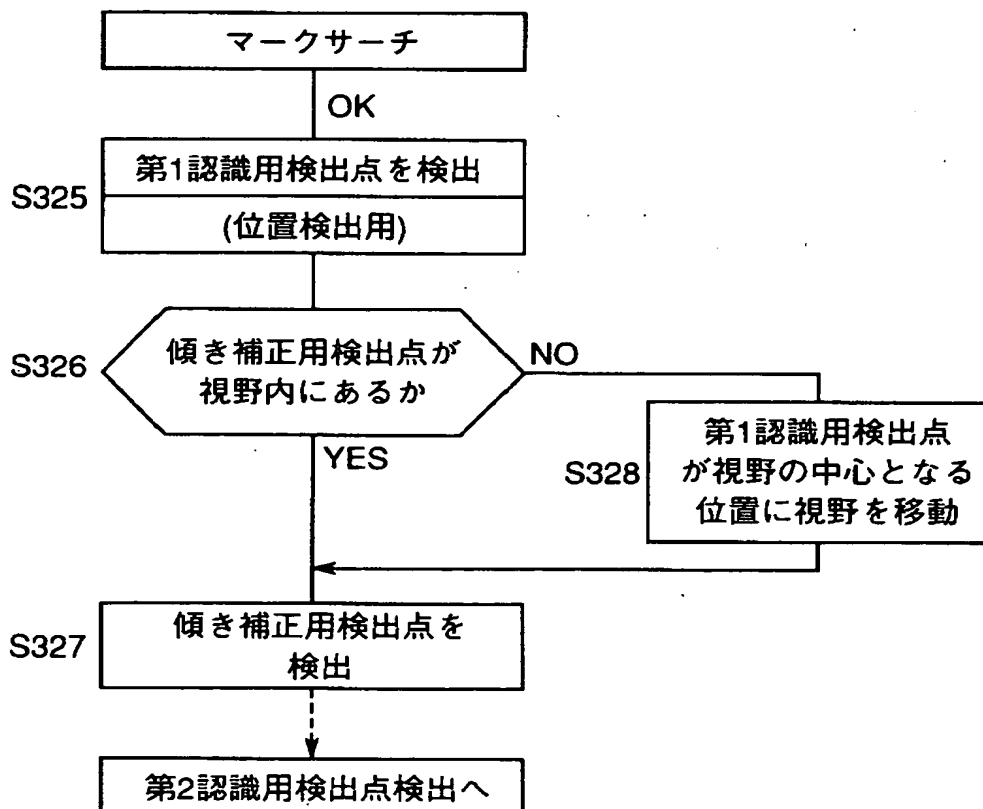 マークサーチ
OK
S325
第1認識用検出点を検出
(位置検出用)
S326
傾き補正用検出点が
視野内にあるか
NO
YES
S328
第1認識用検出点
が視野の中心となる
位置に視野を移動
S327
傾き補正用検出点を
検出
第2認識用検出点検出へ